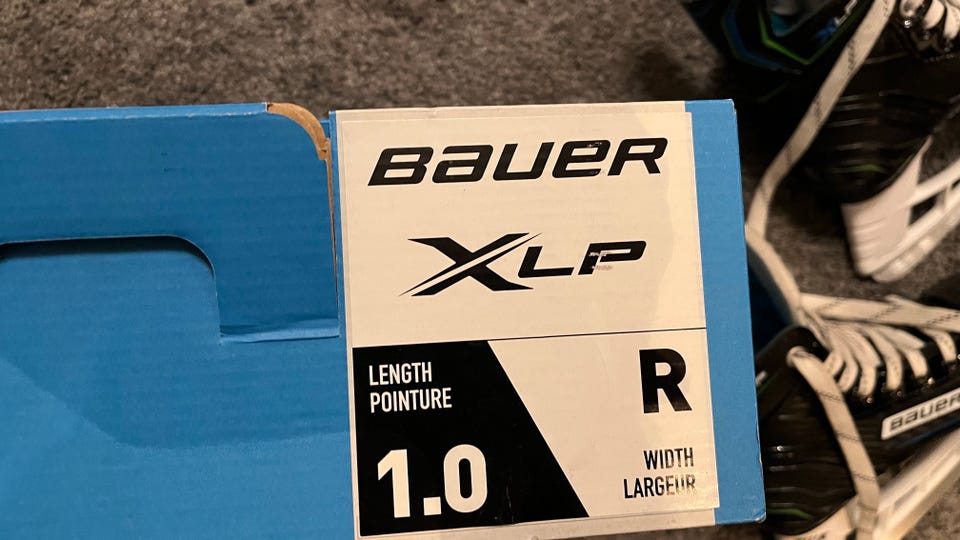 BAUER
XLP
LENGTH
POINTURE
1.0
R
WIDTH
LARGEUR
BAUER